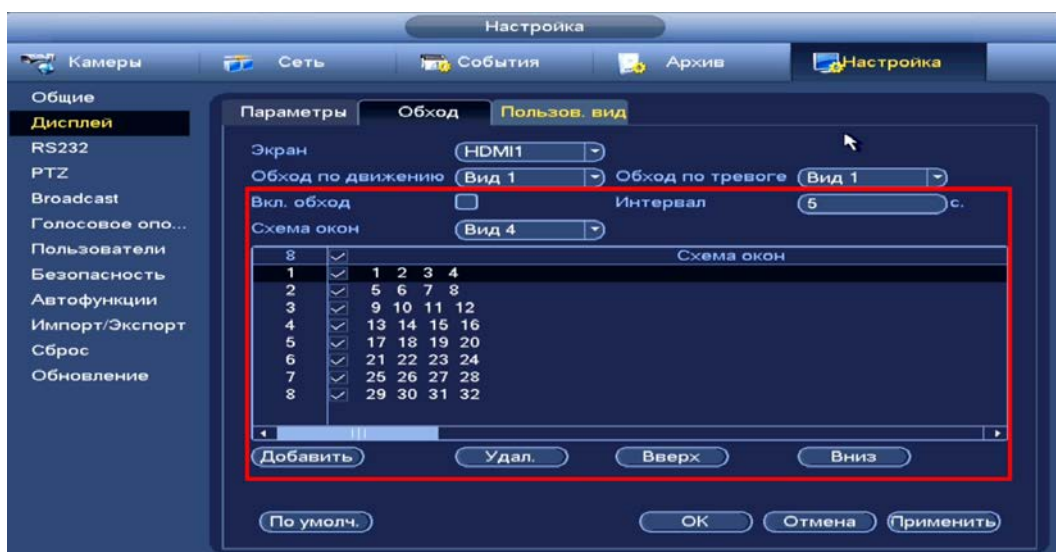 Настройка
Камеры Сеть События Архив Настройка
Общие
Дисплей
RS232
PTZ
Broadcast
Голосовое опо...
Пользователи
Безопасность
Автофункции
Импорт/Экспорт
Сброс
Обновление
Параметры Обход Пользов. вид
Экран HDMI1
Обход по движению Вид 1 Обход по тревоге Вид 1
Вкл. обход Интервал 5 с.
Схема окон Вид 4
8 Схема окон
1 1 2 3 4
2 5 6 7 8
3 9 10 11 12
4 13 14 15 16
5 17 18 19 20
6 21 22 23 24
7 25 26 27 28
8 29 30 31 32
Добавить Удал. Вверх Вниз
По умолч. OK Отмена Применить